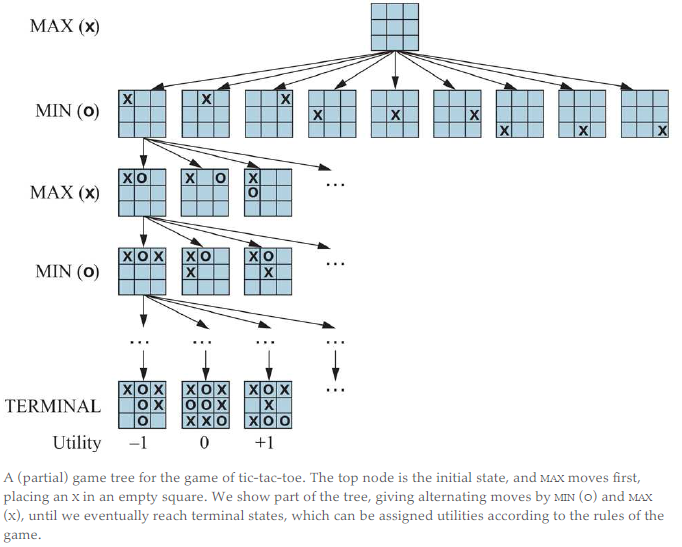 MAX (x)
MIN (o)
X X X X X X X X X
MAX (x)
X O X O X
O
...
MIN (o)
X O X X O X O
X X
...
... ... ... ...
TERMINAL
X O X X O X X O X
O X O O X X
O X X O X O O
...
Utility –1 0 +1
A (partial) game tree for the game of tic-tac-toe. The top node is the initial state, and MAX moves first,
placing an X in an empty square. We show part of the tree, giving alternating moves by MIN (O) and MAX
(X), until we eventually reach terminal states, which can be assigned utilities according to the rules of the
game.